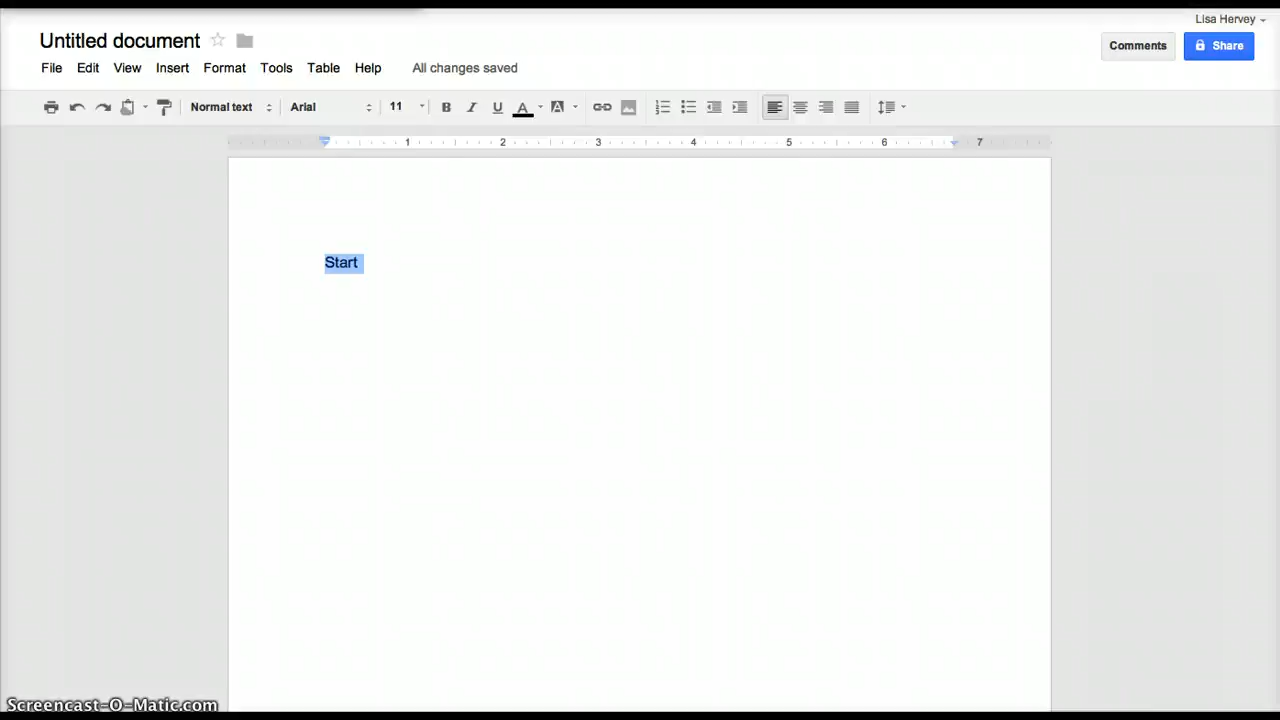 Lisa Hervey
Untitled document
Comments
Share
File Edit View Insert Format Tools Table Help All changes saved
Normal text Arial 11 B I U A A
1 2 3 4 5 6 7
Start
Screencast-O-Matic.com